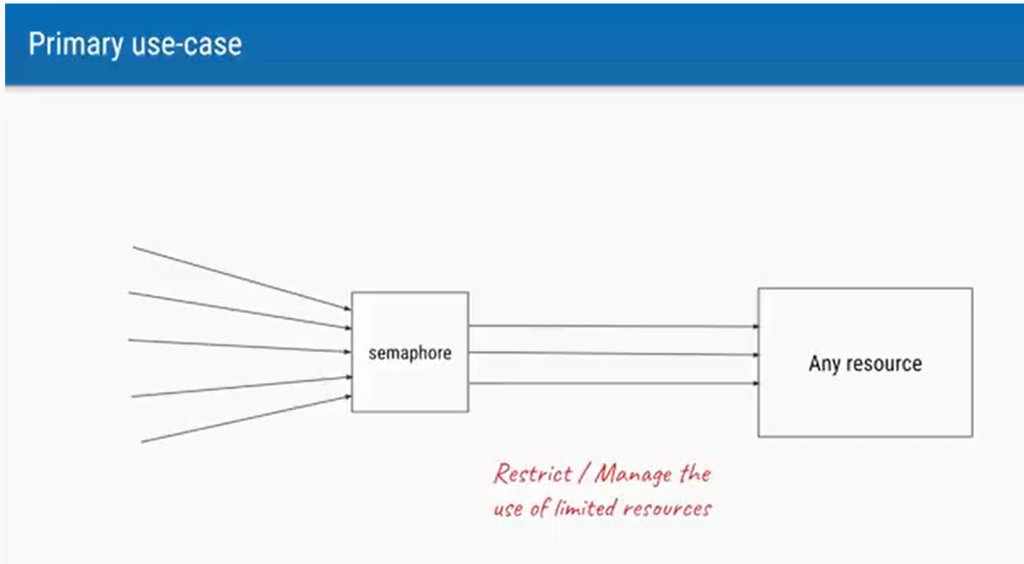 Primary use-case
semaphore
Any resource
Restrict / Manage the
use of limited resources